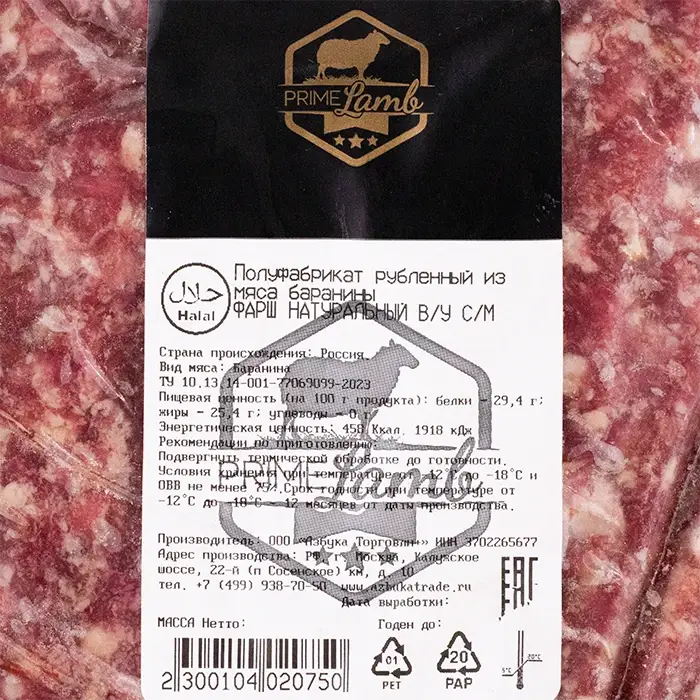 PRIME Lamb
حلال
Halal
Полуфабрикат рубленный из
мяса баранины
ФАРШ НАТУРАЛЬНЫЙ В/У С/М
Страна происхождения: Россия.
Вид мяса: Баранина
ТУ 10.13.14-001-77069099-2023
Пищевая ценность (на 100 г продукта): белки - 29,4 г;
жиры - 25,4 г; углеводы - 0 г.
Энергетическая ценность: 458 Ккал. 1918 кДж
Рекомендации по приготовлению:
Подвергнуть термической обработке до готовности.
Условия хранения: при температуре от -12°С до -18°С и
ОВВ не менее 75%.Срок годности при температуре от
-12°С до -18°С - 12 месяцев от даты производства.
PRIME Lamb
Производитель: ООО «Азбука Торговли» ИНН 3702265677
Адрес производства: РФ, г. Москва, Калужское
шоссе, 22-й (п Сосенское) км, д. 10
тел. +7 (499) 938-70-50 www.azbukatrade.ru
Дата выработки:
МАССА Нетто: Годен до:
EAC
2 300104 020750
01
PET
20
PAP
5°C
20°C